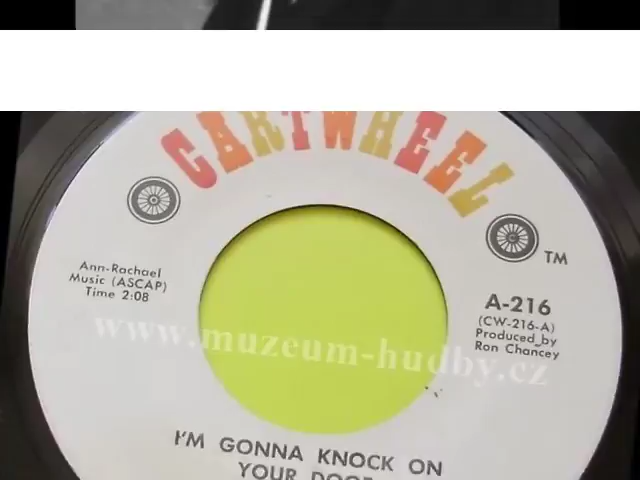 CARTWHEEL
TM
Ann-Rachael
Music (ASCAP)
Time 2:08
A-216
(CW-216-A)
Produced by
Ron Chancey
www.muzeum-hudby.cz
I'M GONNA KNOCK ON
YOUR DOOR